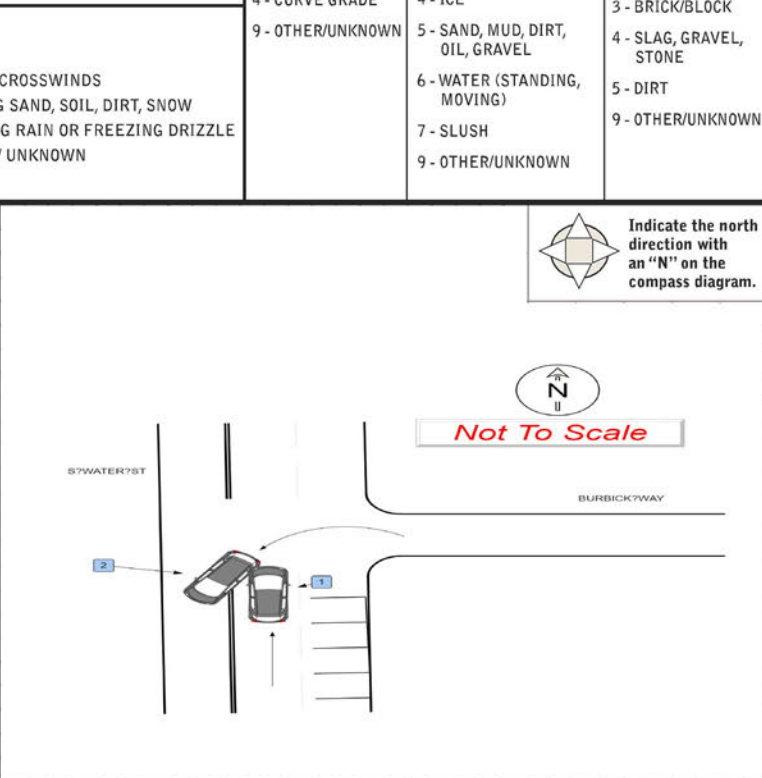 4 - CURVE GRADE
9 - OTHER/UNKNOWN
4 - ICE
5 - SAND, MUD, DIRT,
OIL, GRAVEL
6 - WATER (STANDING,
MOVING)
7 - SLUSH
9 - OTHER/UNKNOWN
3 - BRICK/BLOCK
4 - SLAG, GRAVEL,
STONE
5 - DIRT
9 - OTHER/UNKNOWN
CROSSWINDS
SAND, SOIL, DIRT, SNOW
G RAIN OR FREEZING DRIZZLE
/ UNKNOWN
Indicate the north
direction with
an "N" on the
compass diagram.
N
Not To Scale
S?WATER?ST
BURBICK?WAY
2
1